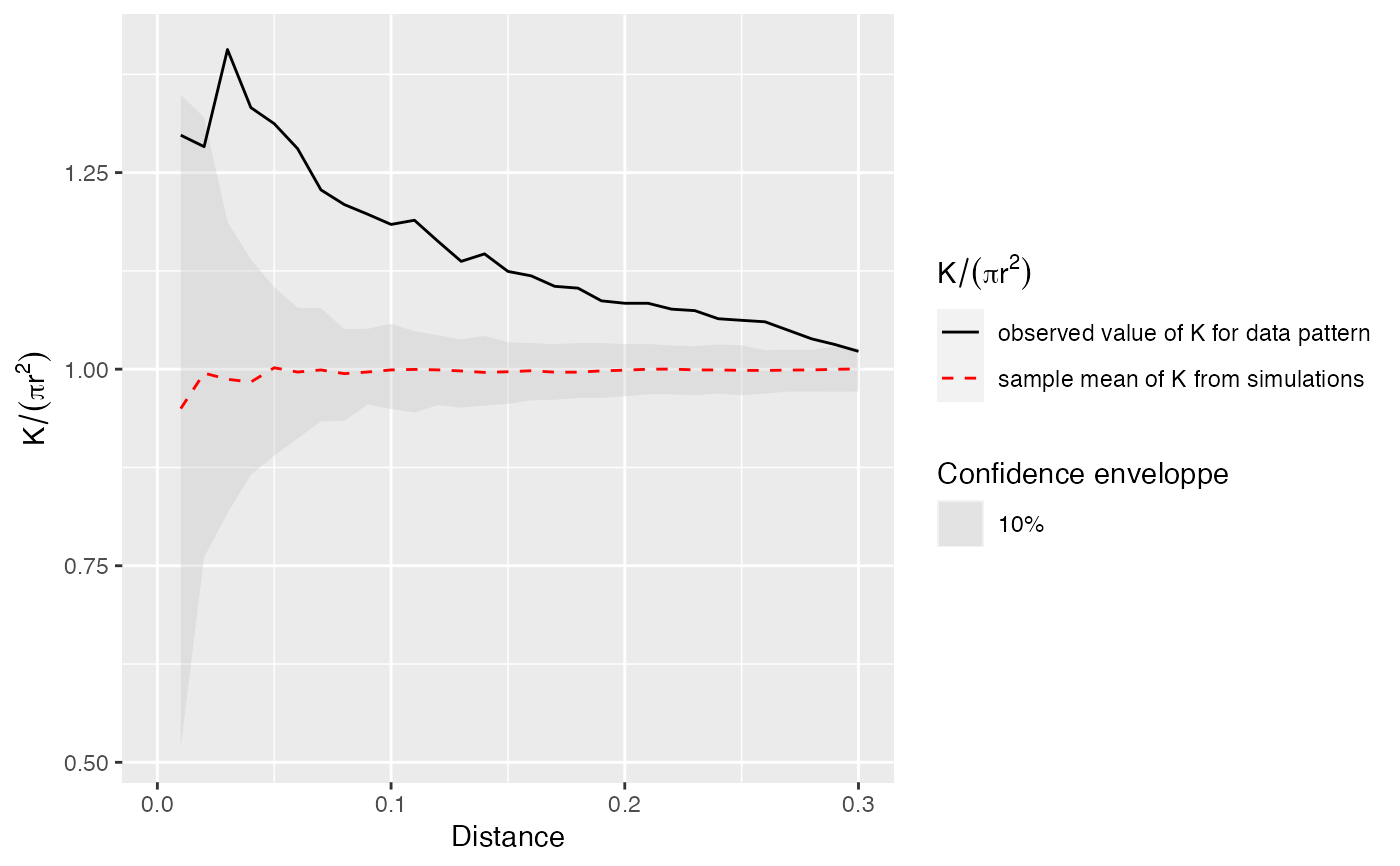 K/(πr²)
1.25
1.00
0.75
0.50
0.0 0.1 0.2 0.3
Distance
K/(πr²)
observed value of K for data pattern
sample mean of K from simulations
Confidence enveloppe
10%